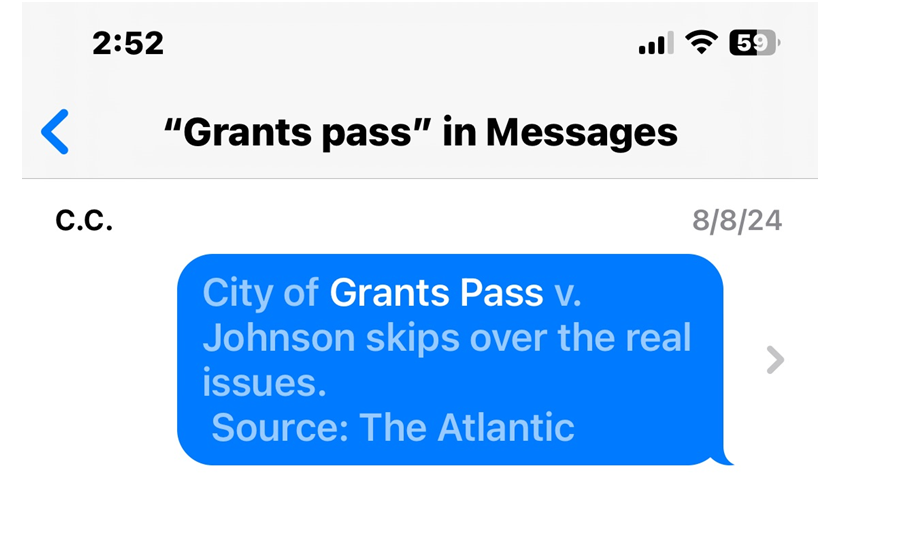 2:52
59
“Grants pass” in Messages
C.C.
8/8/24
City of Grants Pass v.
Johnson skips over the real
issues.
Source: The Atlantic